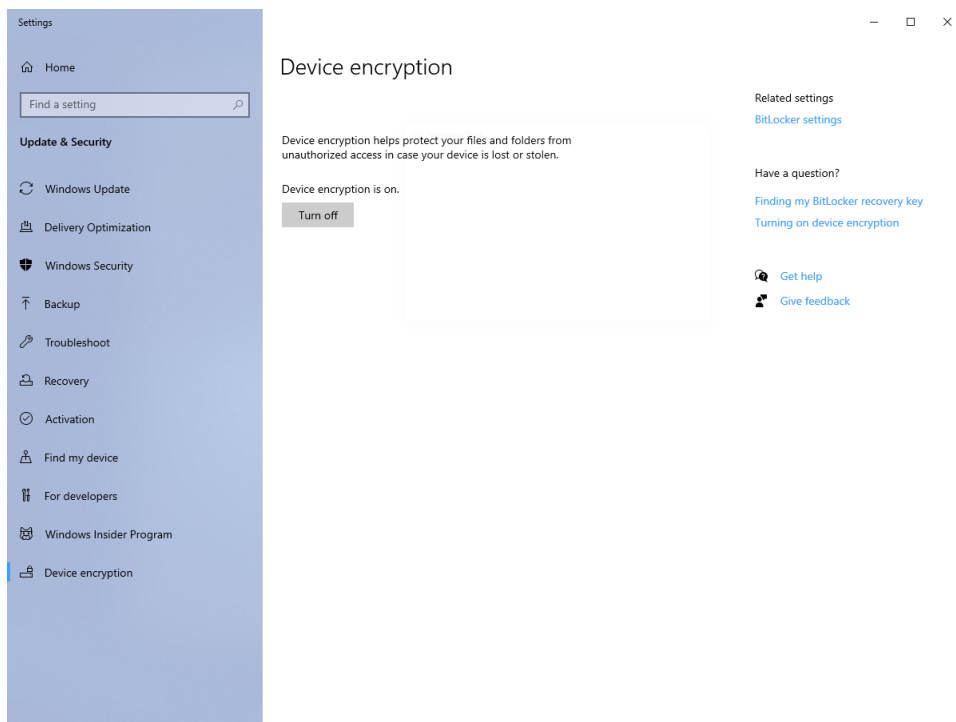 Settings
Home
Find a setting
Update & Security
Windows Update
Delivery Optimization
Windows Security
Backup
Troubleshoot
Recovery
Activation
Find my device
For developers
Windows Insider Program
Device encryption
Device encryption
Device encryption helps protect your files and folders from
unauthorized access in case your device is lost or stolen.
Device encryption is on.
Turn off
Related settings
BitLocker settings
Have a question?
Finding my BitLocker recovery key
Turning on device encryption
Get help
Give feedback